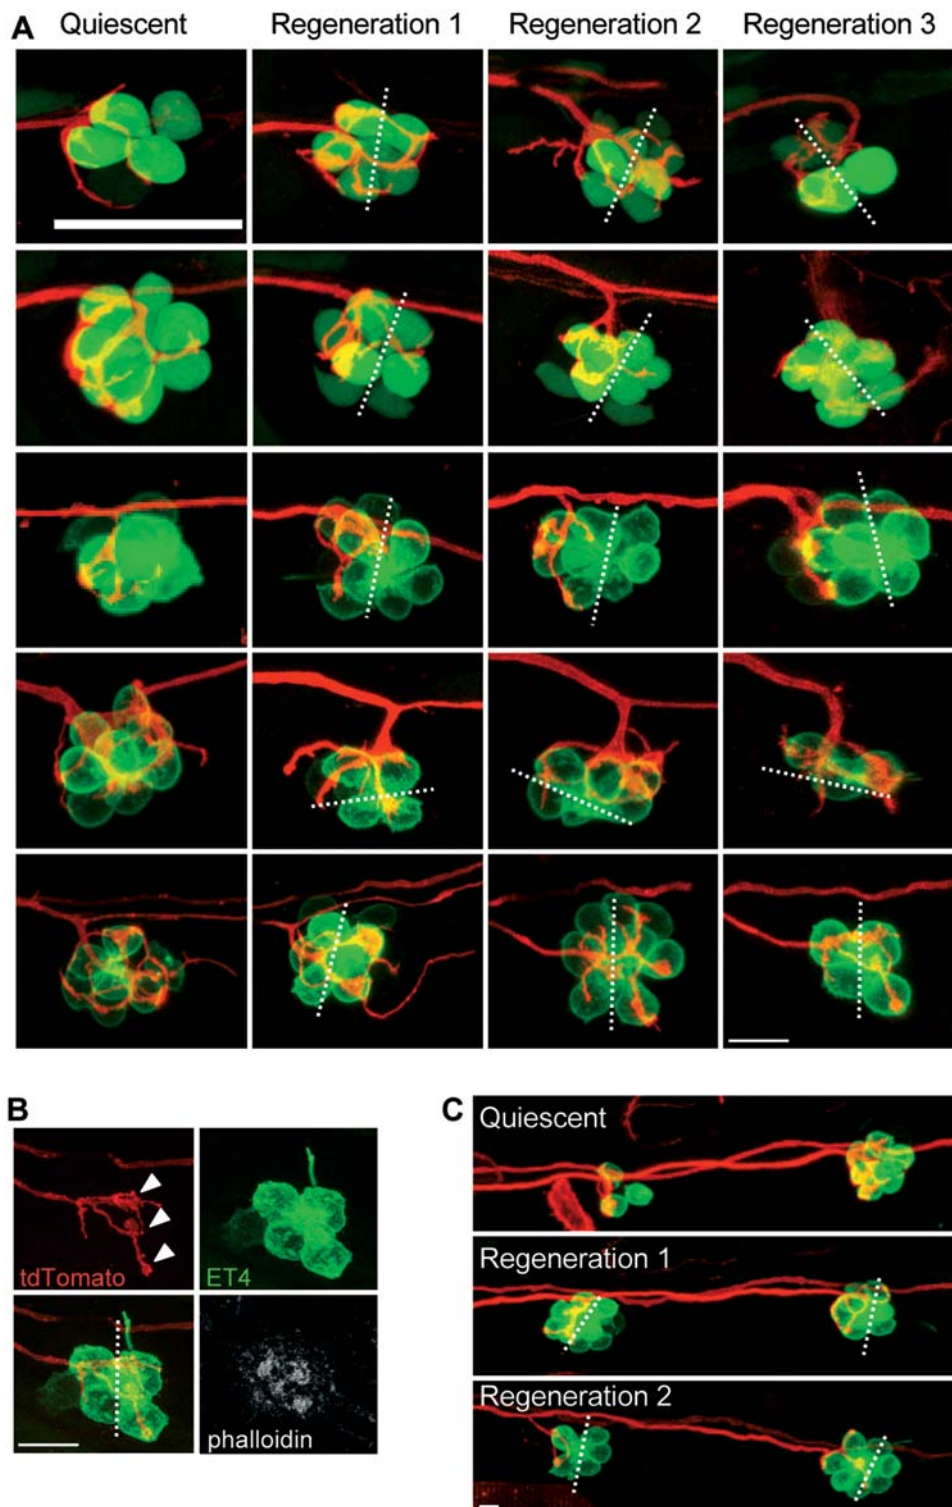 A
Quiescent Regeneration 1 Regeneration 2 Regeneration 3
B
tdTomato ET4
phalloidin
C
Quiescent
Regeneration 1
Regeneration 2